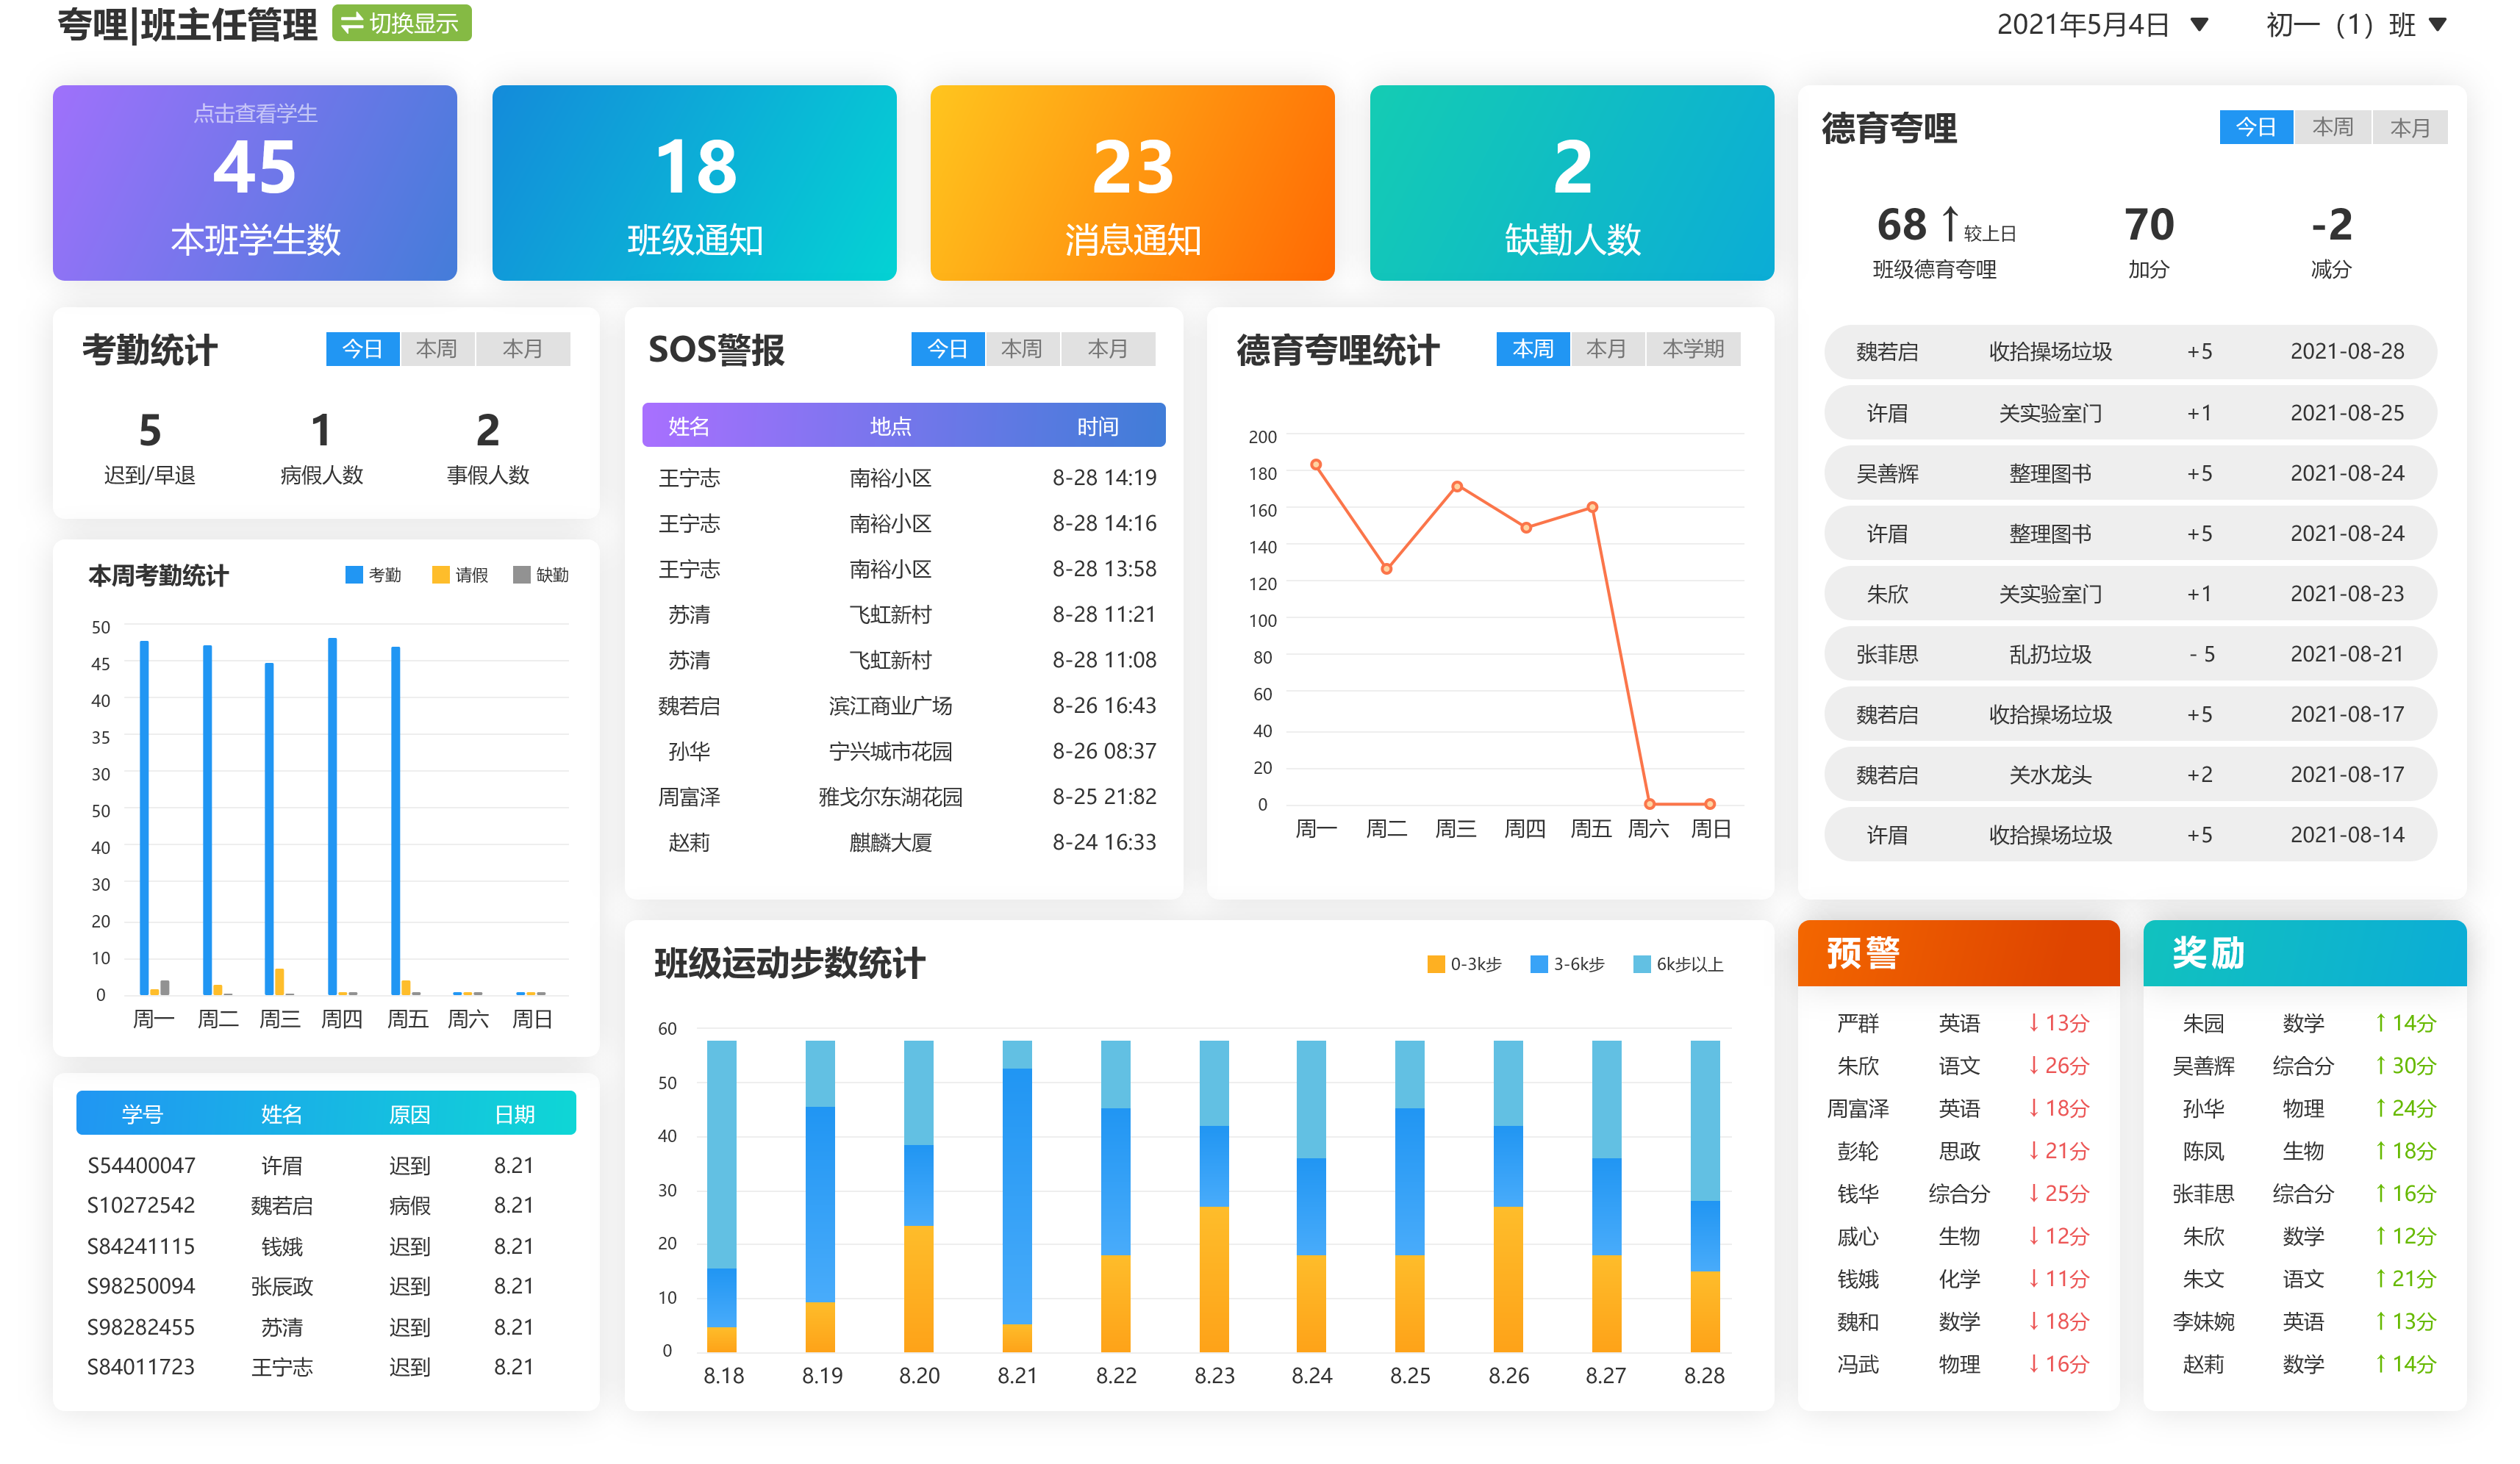 夸哩|班主任管理 切换显示 2021年5月4日 初一（1）班
点击查看学生
45
本班学生数
18
班级通知
23
消息通知
2
缺勤人数
德育夸哩 今日 本周 本月
68 ↑ 较上日 70 -2
班级德育夸哩 加分 减分
魏若启 收拾操场垃圾 +5 2021-08-28
许眉 关实验室门 +1 2021-08-25
吴善辉 整理图书 +5 2021-08-24
许眉 整理图书 +5 2021-08-24
朱欣 关实验室门 +1 2021-08-23
张菲思 乱扔垃圾 - 5 2021-08-21
魏若启 收拾操场垃圾 +5 2021-08-17
魏若启 关水龙头 +2 2021-08-17
许眉 收拾操场垃圾 +5 2021-08-14
考勤统计 今日 本周 本月
5 1 2
迟到/早退 病假人数 事假人数
本周考勤统计 考勤 请假 缺勤
50
45
40
35
30
50
40
30
20
10
0
周一 周二 周三 周四 周五 周六 周日
学号 姓名 原因 日期
S54400047 许眉 迟到 8.21
S10272542 魏若启 病假 8.21
S84241115 钱娥 迟到 8.21
S98250094 张辰政 迟到 8.21
S98282455 苏清 迟到 8.21
S84011723 王宁志 迟到 8.21
SOS警报 今日 本周 本月
姓名 地点 时间
王宁志 南裕小区 8-28 14:19
王宁志 南裕小区 8-28 14:16
王宁志 南裕小区 8-28 13:58
苏清 飞虹新村 8-28 11:21
苏清 飞虹新村 8-28 11:08
魏若启 滨江商业广场 8-26 16:43
孙华 宁兴城市花园 8-26 08:37
周富泽 雅戈尔东湖花园 8-25 21:82
赵莉 麒麟大厦 8-24 16:33
德育夸哩统计 本周 本月 本学期
200
180
160
140
120
100
80
60
40
20
0
周一 周二 周三 周四 周五 周六 周日
班级运动步数统计 0-3k步 3-6k步 6k步以上
60
50
40
30
20
10
0
8.18 8.19 8.20 8.21 8.22 8.23 8.24 8.25 8.26 8.27 8.28
预警
严群 英语 ↓13分
朱欣 语文 ↓26分
周富泽 英语 ↓18分
彭轮 思政 ↓21分
钱华 综合分 ↓25分
戚心 生物 ↓12分
钱娥 化学 ↓11分
魏和 数学 ↓18分
冯武 物理 ↓16分
奖励
朱园 数学 ↑14分
吴善辉 综合分 ↑30分
孙华 物理 ↑24分
陈凤 生物 ↑18分
张菲思 综合分 ↑16分
朱欣 数学 ↑12分
朱文 语文 ↑21分
李妹婉 英语 ↑13分
赵莉 数学 ↑14分